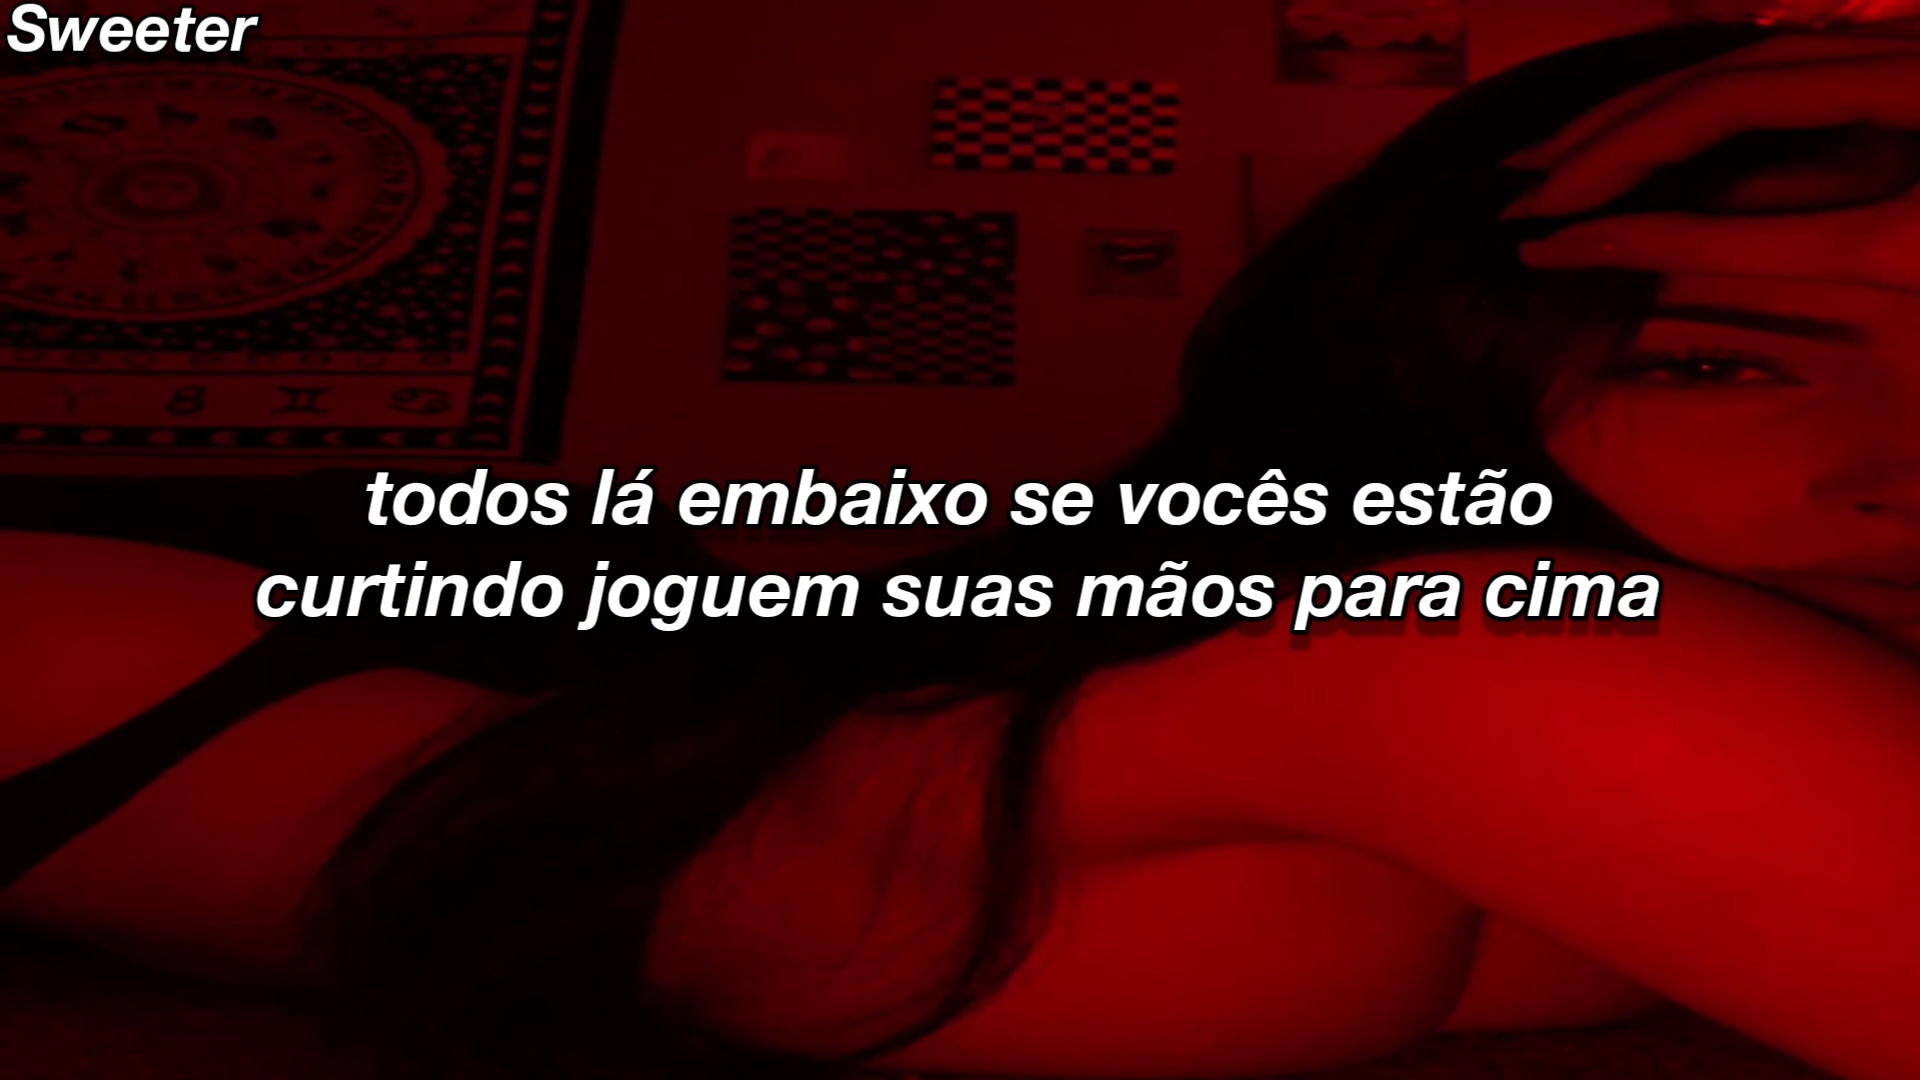 Sweeter
todos lá embaixo se vocês estão
curtindo joguem suas mãos para cima